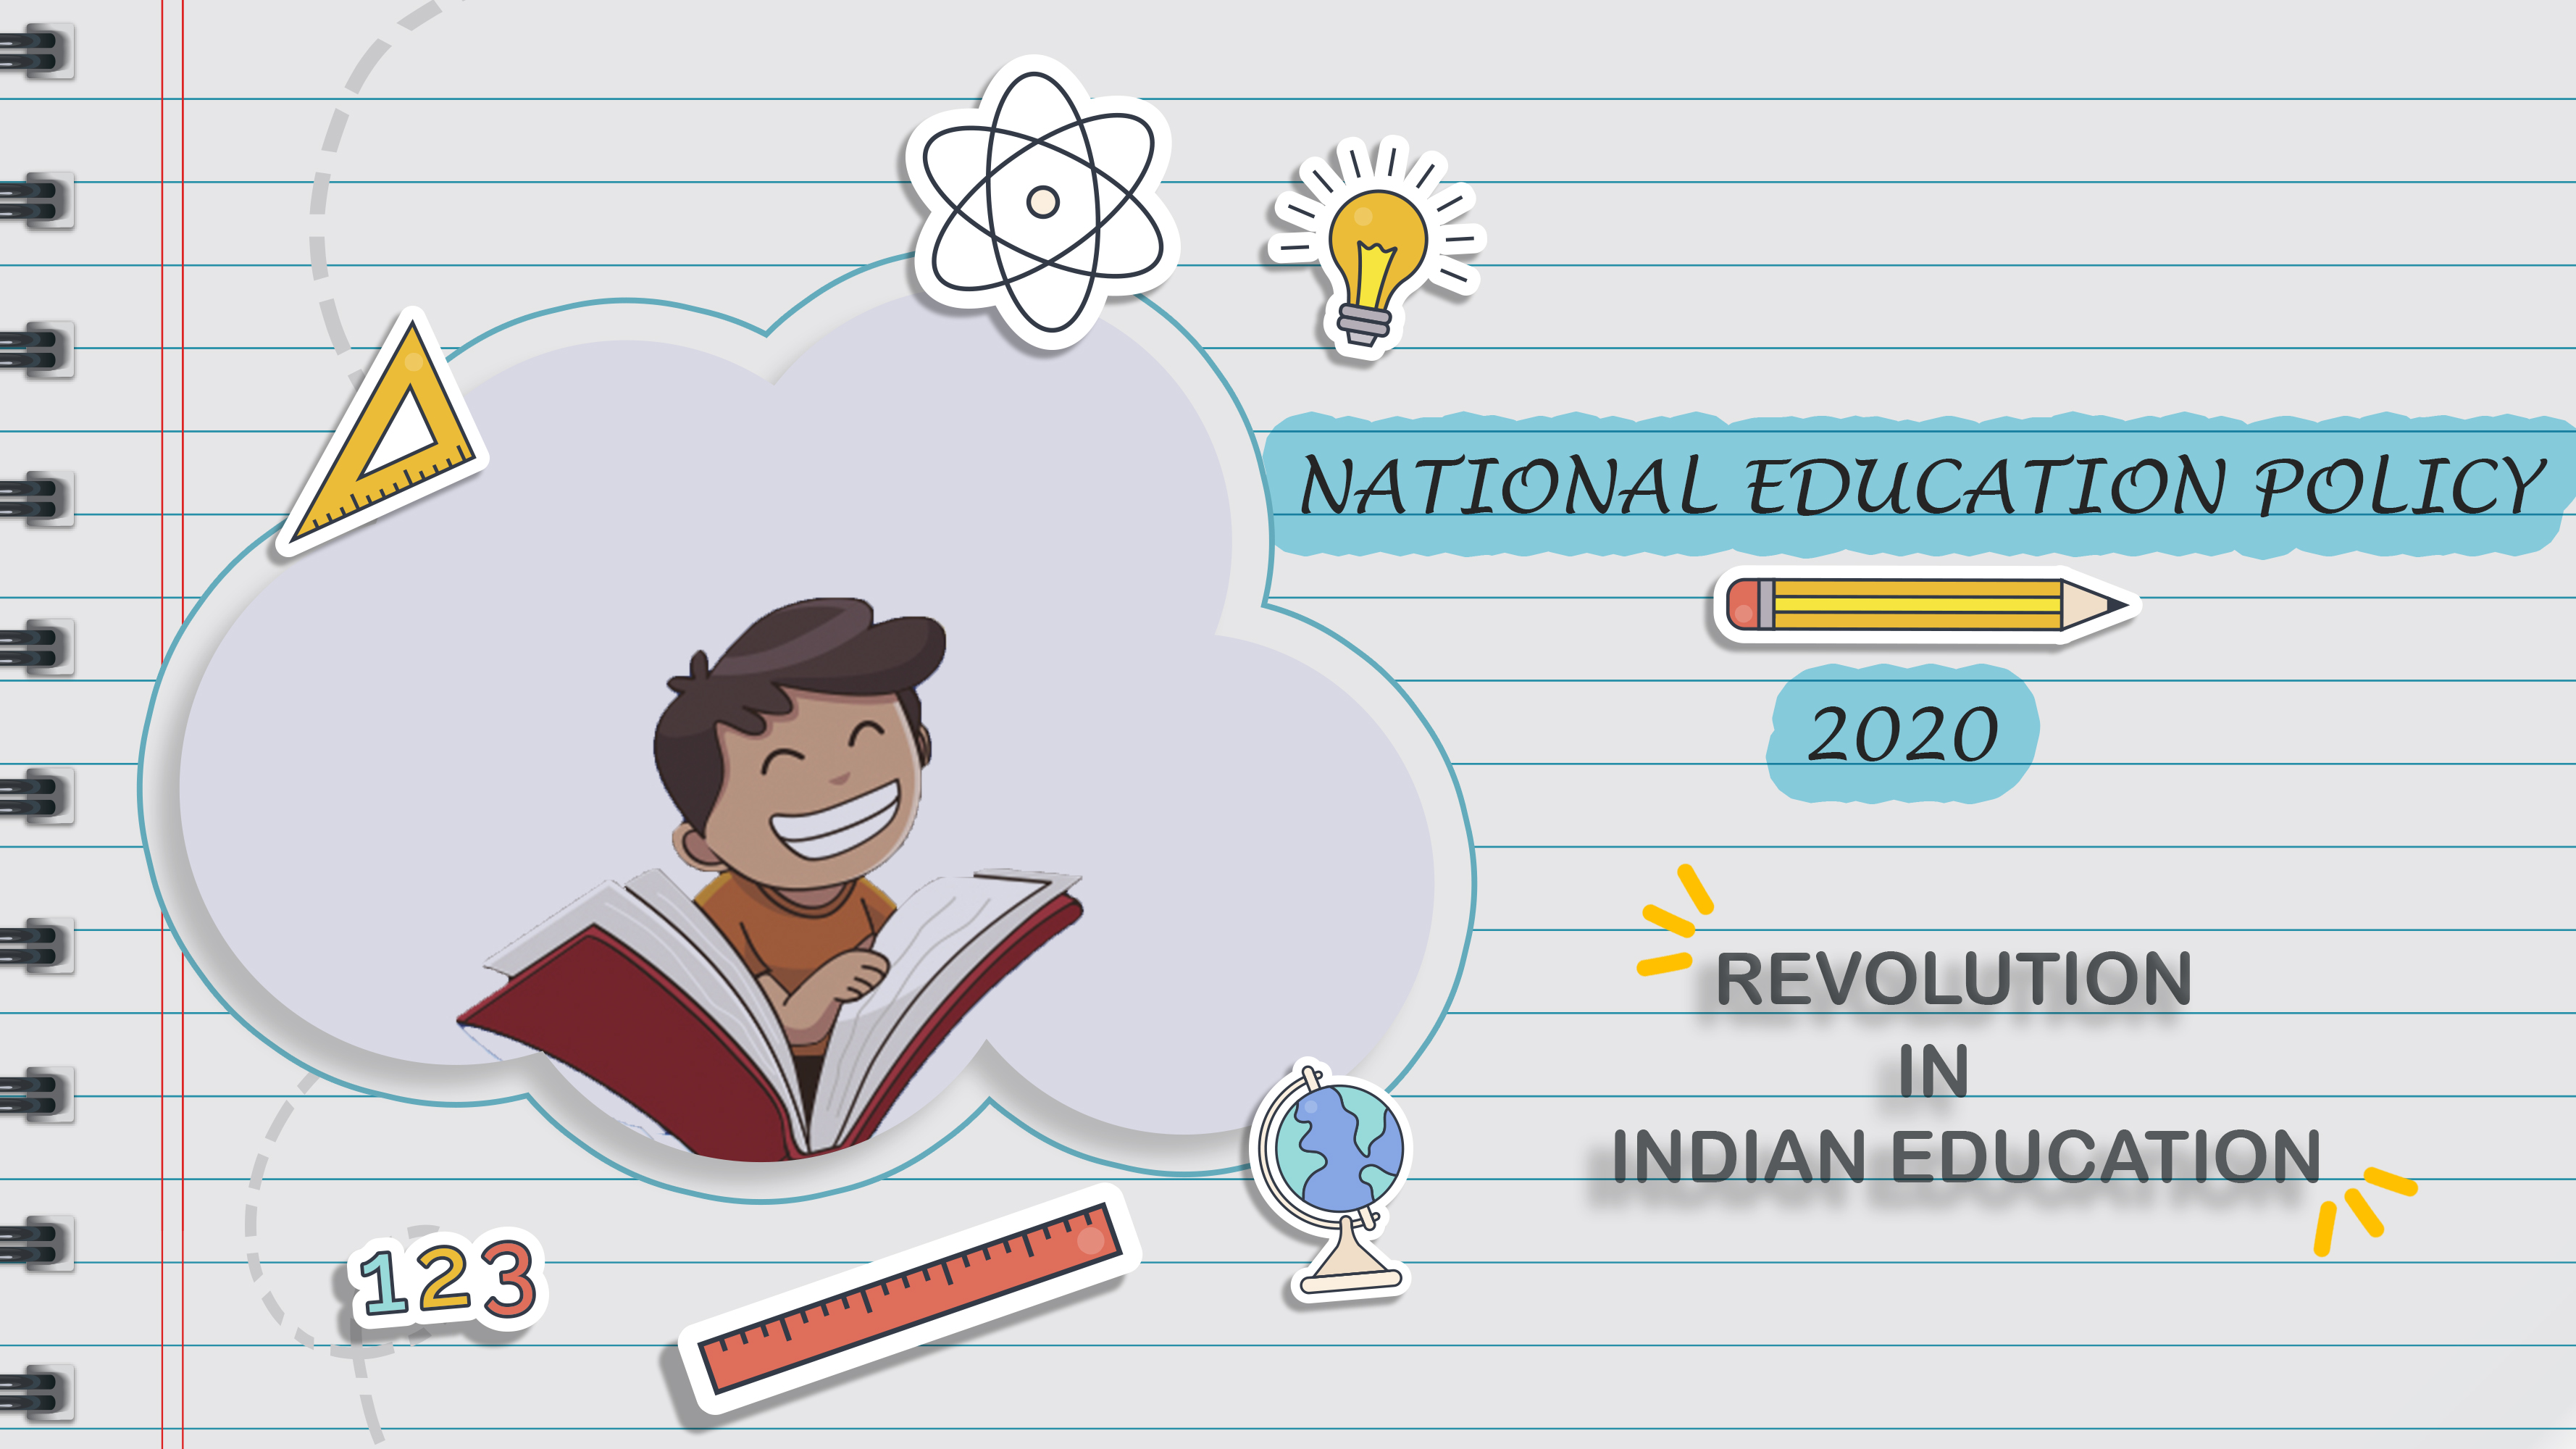 NATIONAL EDUCATION POLICY
2020
REVOLUTION
IN
INDIAN EDUCATION
123